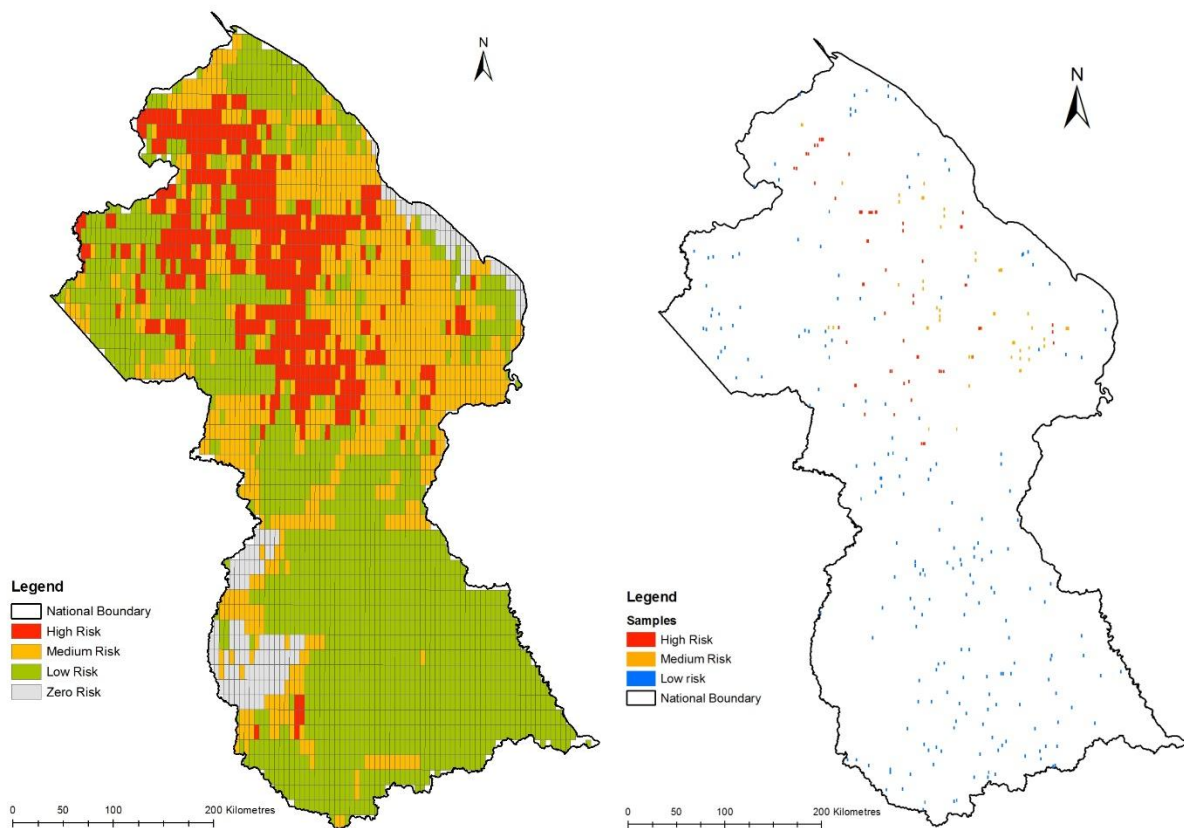 N
Legend
National Boundary
High Risk
Medium Risk
Low Risk
Zero Risk
0 50 100 200 Kilometres
N
Legend
Samples
High Risk
Medium Risk
Low risk
National Boundary
0 50 100 200 Kilometres